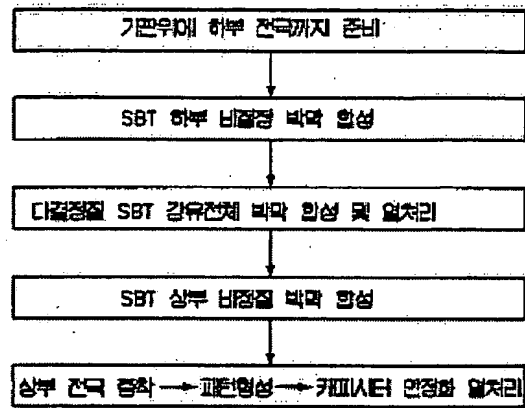 기판위에 하부 전극까지 준비
SBT 하부 비정질 박막 합성
다결정질 SBT 강유전체 박막 합성 및 열처리
SBT 상부 비정질 박막 합성
상부 전극 증착 → 패턴형성 → 캐패시터 안정화 열처리